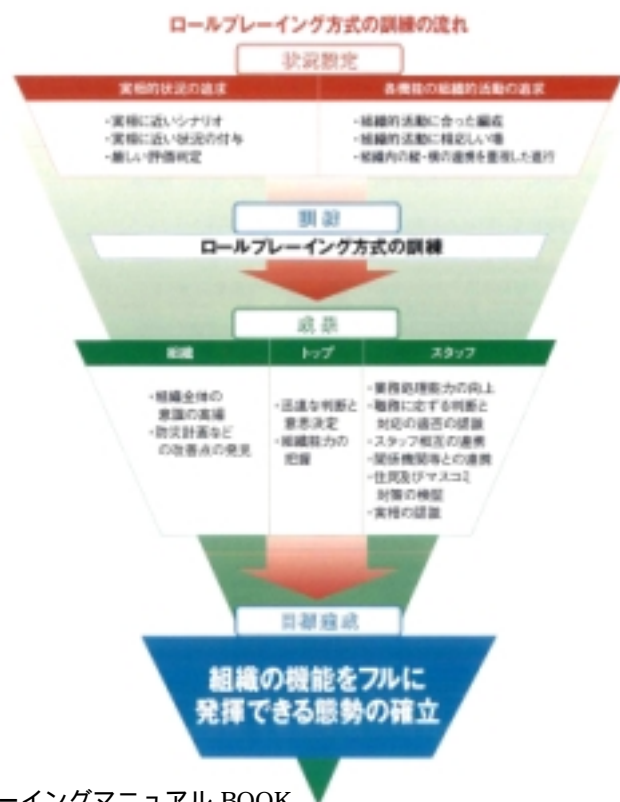 ロールプレーイング方式の訓練の流れ
状況設定
実相的状況の追求
各機能の組織的活動の追求
・実相に近いシナリオ
・実相に近い状況の付与
・厳しい評価判定
・組織的活動に合った編成
・組織的活動に相応しい場
・組織内の縦・横の連携を重視した進行
訓練
ロールプレーイング方式の訓練
成果
組織
トップ
スタッフ
・組織全体の
意識の高揚
・防災計画など
の改善点の発見
・迅速な判断と
意思決定
・組織能力の
把握
・業務処理能力の向上
・職務に応ずる判断と
対応の適否の認識
・スタッフ相互の連携
・関係機関等との連携
・住民及びマスコミ
対策の検証
・実相の認識
目標達成
組織の機能をフルに
発揮できる態勢の確立
ーイングマニュアル BOOK